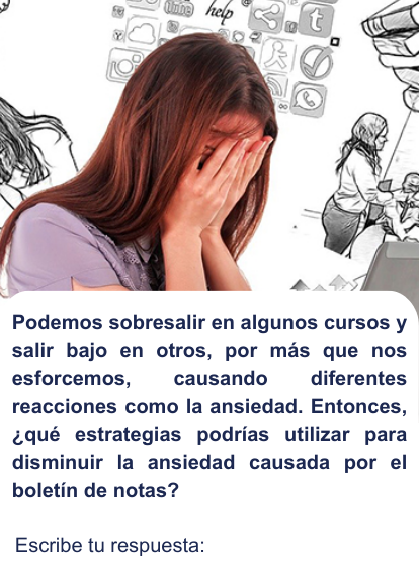 help
Podemos sobresalir en algunos cursos y
salir bajo en otros, por más que nos
esforcemos, causando diferentes
reacciones como la ansiedad. Entonces,
¿qué estrategias podrías utilizar para
disminuir la ansiedad causada por el
boletín de notas?
Escribe tu respuesta: